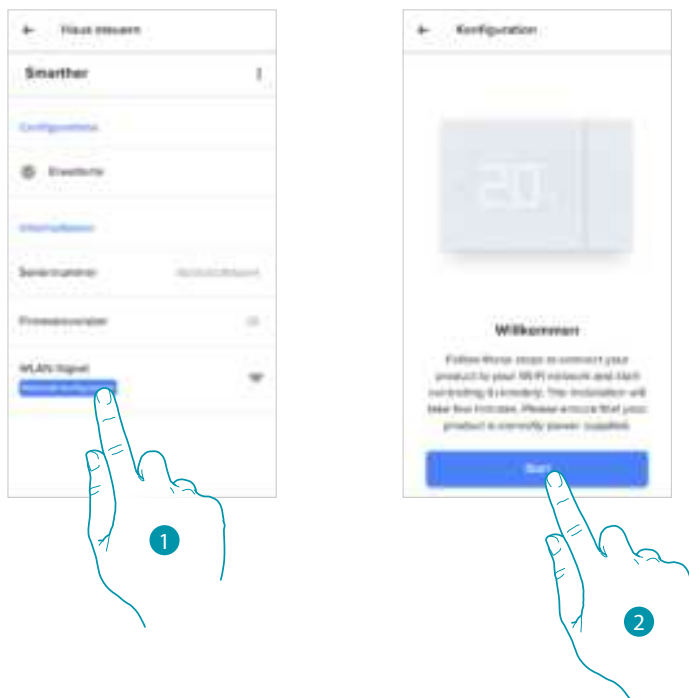 Haus steuern
Smarther
Konfigurations
Erweiterte
Informationen
Seriennummer
Firmwareversion
WLAN-Signal
1
Konfiguration
20
Willkommen
Follow these steps to connect your
product to your Wi-Fi network and start
controlling it remotely. The installation will
take few minutes. Please ensure that your
product is correctly power supplied.
Start
2